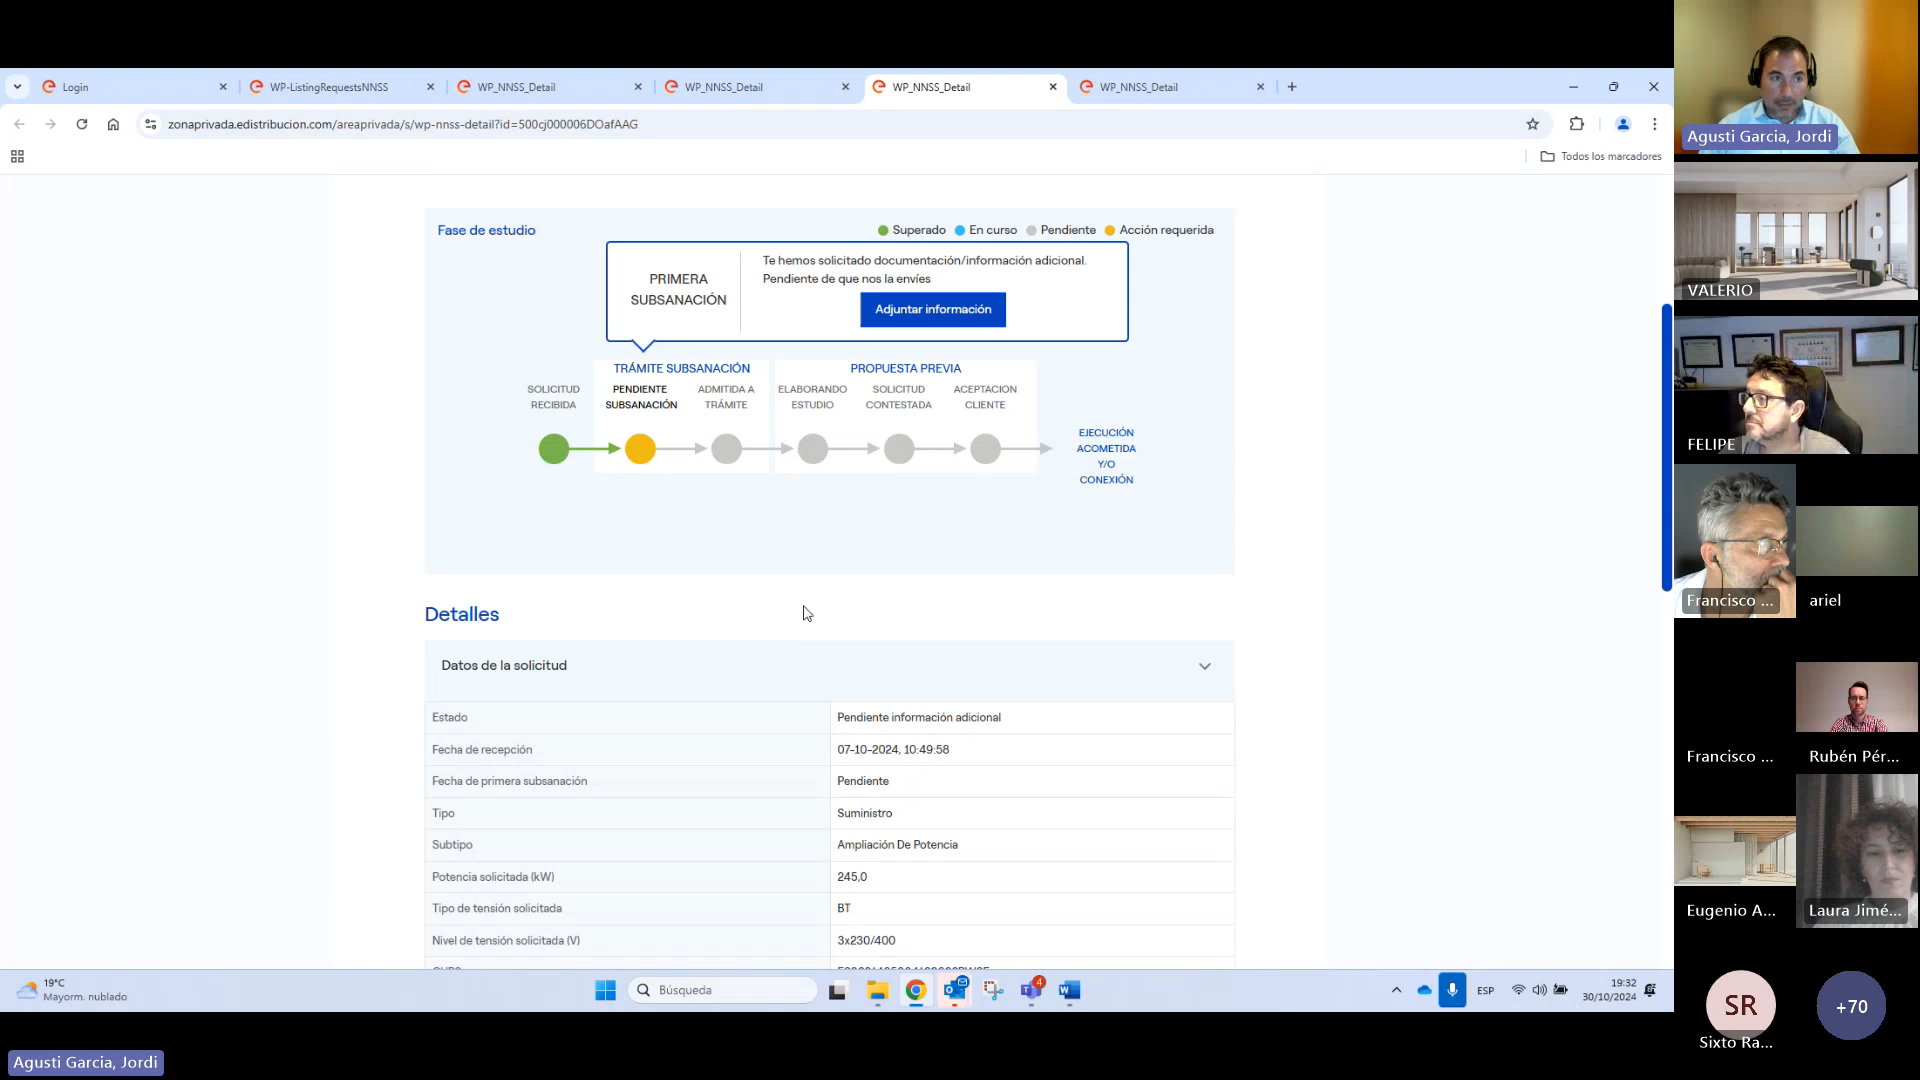 Login
WP-ListingRequestsNNSS
WP_NNSS_Detail
WP_NNSS_Detail
WP_NNSS_Detail
WP_NNSS_Detail
zonaprivada.edistribucion.com/areaprivada/s/wp-nnss-detail?id=500cj000006DOafAAG
Todos los marcadores
Fase de estudio
Superado
En curso
Pendiente
Acción requerida
PRIMERA
SUBSANACIÓN
Te hemos solicitado documentación/información adicional.
Pendiente de que nos la envíes
Adjuntar información
TRÁMITE SUBSANACIÓN
PROPUESTA PREVIA
SOLICITUD
RECIBIDA
PENDIENTE
SUBSANACIÓN
ADMITIDA A
TRÁMITE
ELABORANDO
ESTUDIO
SOLICITUD
CONTESTADA
ACEPTACION
CLIENTE
EJECUCIÓN
ACOMETIDA
Y/O
CONEXIÓN
Detalles
Datos de la solicitud
Estado Pendiente información adicional
Fecha de recepción 07-10-2024, 10:49:58
Fecha de primera subsanación Pendiente
Tipo Suministro
Subtipo Ampliación De Potencia
Potencia solicitada (kW) 245,0
Tipo de tensión solicitada BT
Nivel de tensión solicitada (V) 3x230/400
19°C
Mayorm. nublado
Búsqueda
4
ESP
19:32
30/10/2024
Agusti Garcia, Jordi
Agusti Garcia, Jordi
VALERIO
FELIPE
Francisco ...
ariel
Francisco ...
Rubén Pér...
Eugenio A...
Laura Jimé...
SR
Sixto Ra...
+70